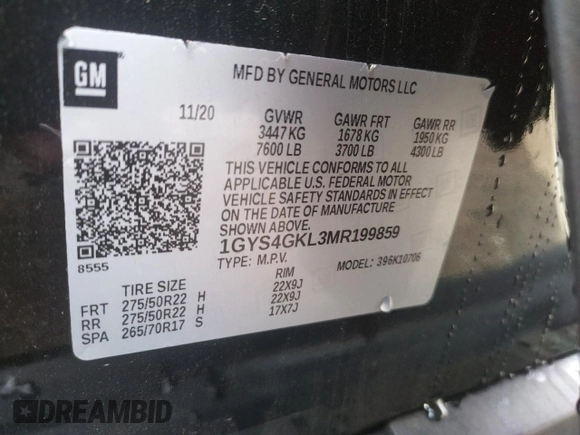 GM
MFD BY GENERAL MOTORS LLC
11/20 GVWR GAWR FRT GAWR RR
3447 KG 1678 KG 1950 KG
7600 LB 3700 LB 4300 LB
THIS VEHICLE CONFORMS TO ALL
APPLICABLE U.S. FEDERAL MOTOR
VEHICLE SAFETY STANDARDS IN EFFECT
ON THE DATE OF MANUFACTURE
SHOWN ABOVE.
1GYS4GKL3MR199859
TYPE: M.P.V. MODEL: 396K10706
8555
TIRE SIZE RIM
FRT 275/50R22 H 22X9J
RR 275/50R22 H 22X9J
SPA 265/70R17 S 17X7J
DREAMBID